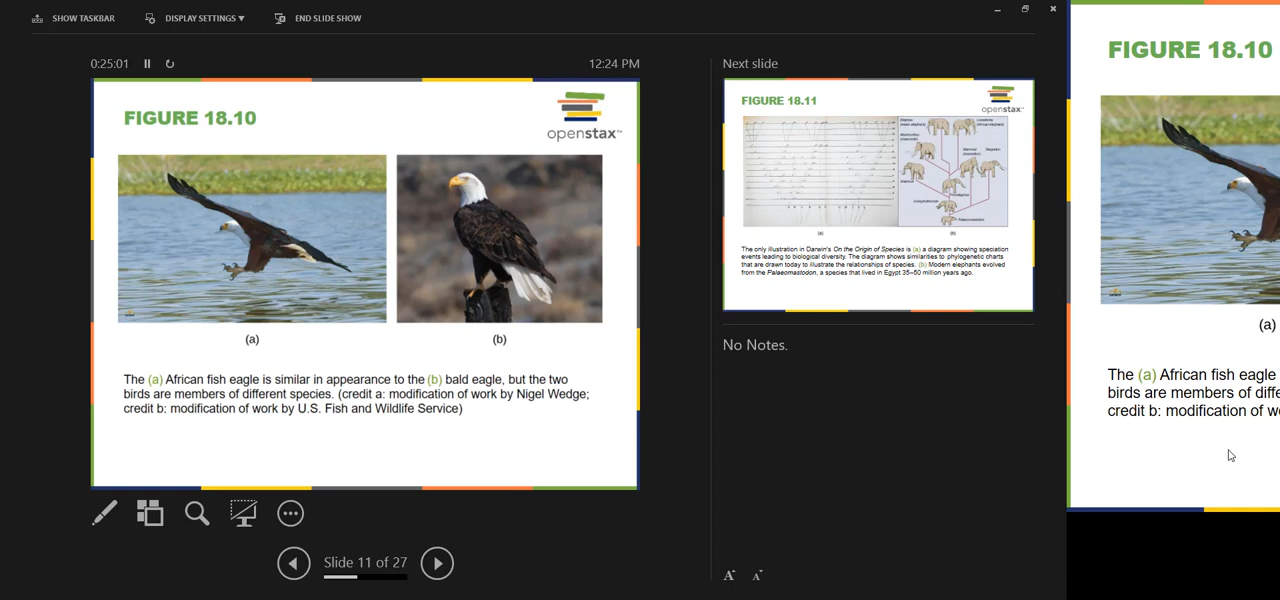 SHOW TASKBAR
DISPLAY SETTINGS ▼
END SLIDE SHOW
0:25:01
12:24 PM
FIGURE 18.10
openstax™
(a)
(b)
The (a) African fish eagle is similar in appearance to the (b) bald eagle, but the two
birds are members of different species. (credit a: modification of work by Nigel Wedge;
credit b: modification of work by U.S. Fish and Wildlife Service)
Slide 11 of 27
Next slide
FIGURE 18.11
openstax™
(a)
(b)
The only illustration in Darwin's On the Origin of Species is (a) a diagram showing speciation
events leading to biological diversity. The diagram shows similarities to phylogenetic charts
that are drawn today to illustrate the relationships of species. (b) Modern elephants evolved
from the Palaeomastodon, a species that lived in Egypt 35–50 million years ago.
No Notes.
A A
FIGURE 18.10
(a)
The (a) African fish eagle
birds are members of diffe
credit b: modification of wo